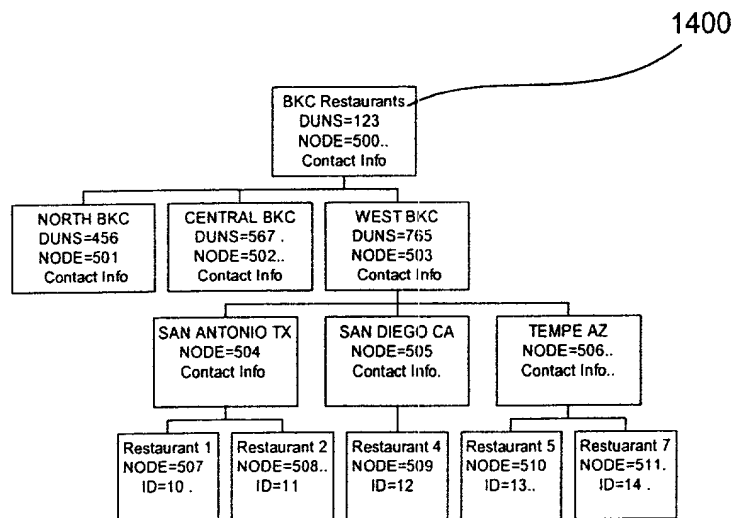 1400
BKC Restaurants
DUNS=123
NODE=500..
Contact Info
NORTH BKC
DUNS=456
NODE=501
Contact Info
CENTRAL BKC
DUNS=567 .
NODE=502..
Contact Info
WEST BKC
DUNS=765
NODE=503
Contact Info
SAN ANTONIO TX
NODE=504
Contact Info
SAN DIEGO CA
NODE=505
Contact Info.
TEMPE AZ
NODE=506..
Contact Info..
Restaurant 1
NODE=507
ID=10 .
Restaurant 2
NODE=508..
ID=11
Restaurant 4
NODE=509
ID=12
Restaurant 5
NODE=510
ID=13..
Restuarant 7
NODE=511.
ID=14 .